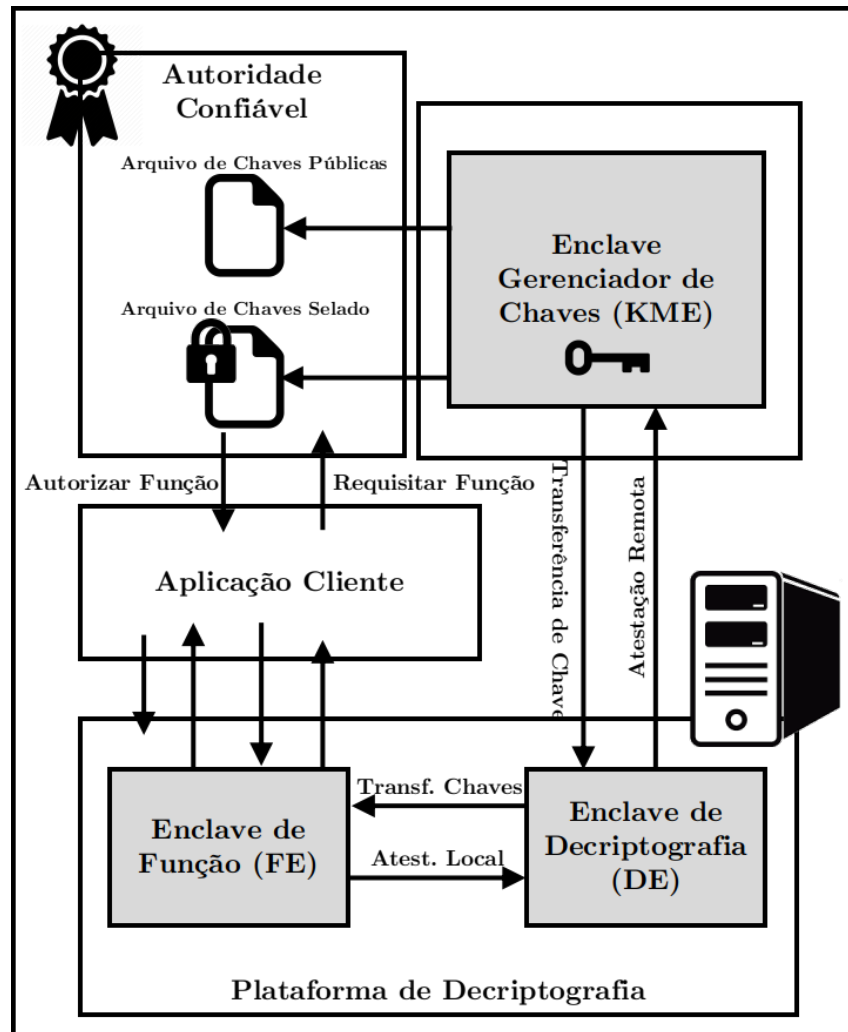 Autoridade
Confiável
Arquivo de Chaves Públicas
Enclave
Gerenciador de
Chaves (KME)
Arquivo de Chaves Selado
Autorizar Função
Requisitar Função
Transferência de Chave
Atestação Remota
Aplicação Cliente
Transf. Chaves
Enclave de
Função (FE)
Atest. Local
Enclave de
Decriptografia
(DE)
Plataforma de Decriptografia